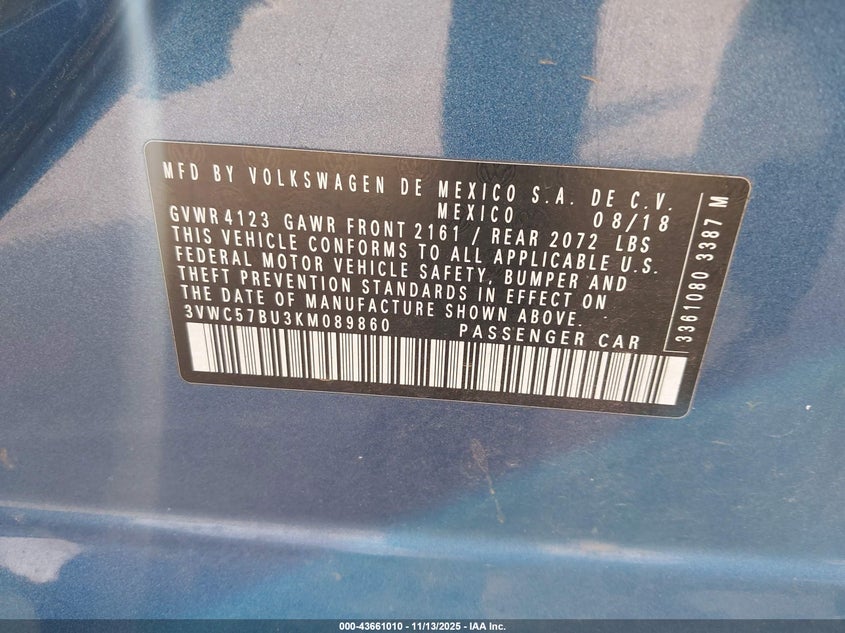 MFD BY VOLKSWAGEN DE MEXICO S.A. DE C.V.
MEXICO 08/18
GVWR 4123 GAWR FRONT 2161 / REAR 2072 LBS
THIS VEHICLE CONFORMS TO ALL APPLICABLE U.S.
FEDERAL MOTOR VEHICLE SAFETY, BUMPER AND
THEFT PREVENTION STANDARDS IN EFFECT ON
THE DATE OF MANUFACTURE SHOWN ABOVE.
3VWC57BU3KM089860 PASSENGER CAR
3361080 3387 M
000-43661010 - 11/13/2025 - IAA Inc.